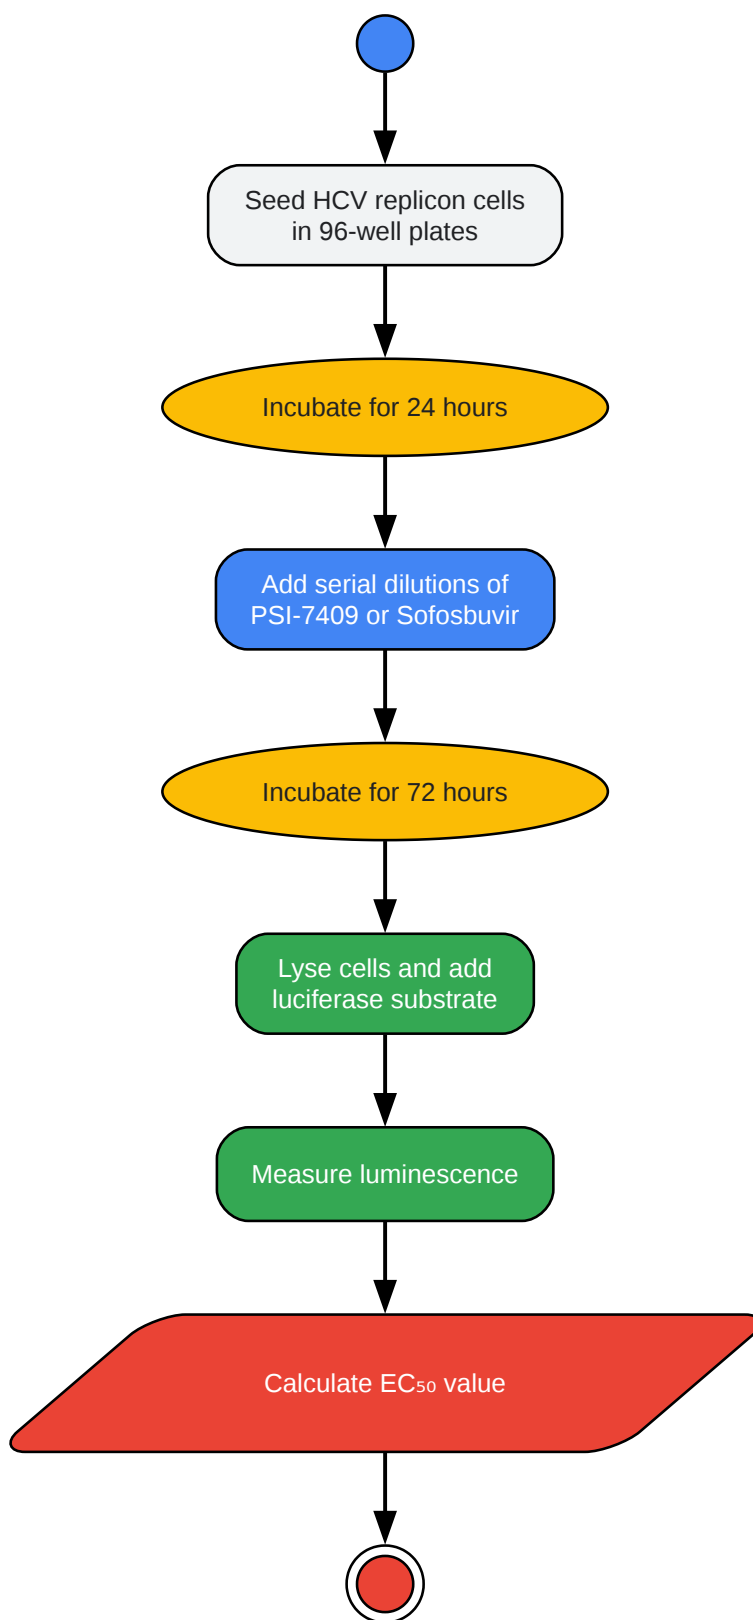 Seed HCV replicon cells
in 96-well plates
Incubate for 24 hours
Add serial dilutions of
PSI-7409 or Sofosbuvir
Incubate for 72 hours
Lyse cells and add
luciferase substrate
Measure luminescence
Calculate EC₅₀ value